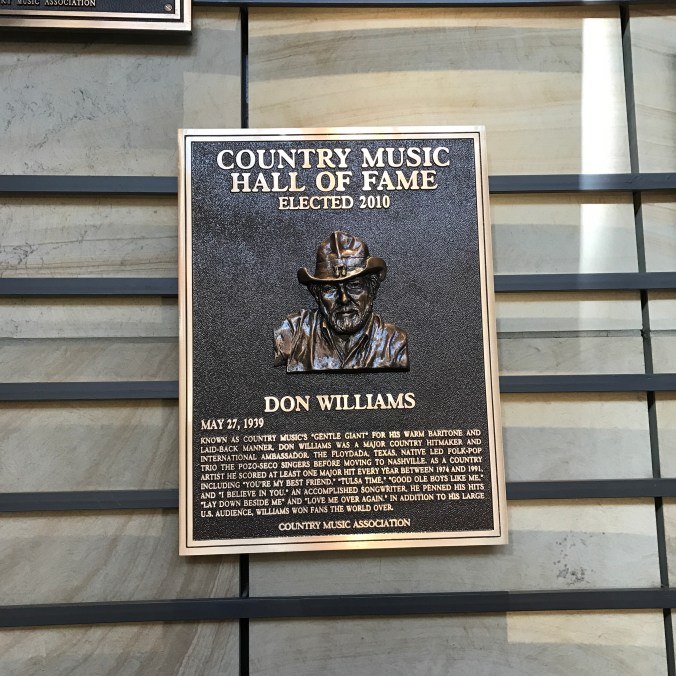 RY MUSIC ASSOCIATION
COUNTRY MUSIC
HALL OF FAME
ELECTED 2010
DON WILLIAMS
MAY 27, 1939
KNOWN AS COUNTRY MUSIC'S "GENTLE GIANT" FOR HIS WARM BARITONE AND
LAID-BACK MANNER, DON WILLIAMS WAS A MAJOR COUNTRY HITMAKER AND
INTERNATIONAL AMBASSADOR. THE FLOYDADA, TEXAS, NATIVE LED FOLK-POP
TRIO THE POZO-SECO SINGERS BEFORE MOVING TO NASHVILLE. AS A COUNTRY
ARTIST HE SCORED AT LEAST ONE MAJOR HIT EVERY YEAR BETWEEN 1974 AND 1991,
INCLUDING "YOU'RE MY BEST FRIEND," "TULSA TIME," "GOOD OLE BOYS LIKE ME,"
AND "I BELIEVE IN YOU." AN ACCOMPLISHED SONGWRITER, HE PENNED HIS HITS
"LAY DOWN BESIDE ME" AND "LOVE ME OVER AGAIN." IN ADDITION TO HIS LARGE
U.S. AUDIENCE, WILLIAMS WON FANS THE WORLD OVER.
COUNTRY MUSIC ASSOCIATION